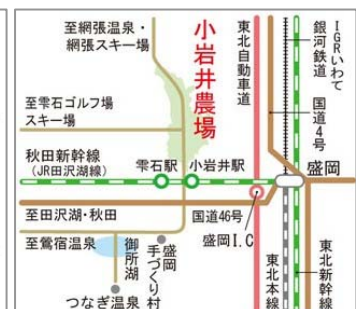 至網張温泉・
網張スキー場
小岩井農場
東北自動車道
IGRいわて
銀河鉄道
国道4号
至雫石ゴルフ場
スキー場
秋田新幹線
(JR田沢湖線)
雫石駅
小岩井駅
盛岡
至田沢湖・秋田
国道46号
盛岡I.C
至鶯宿温泉
御所湖
盛岡
手づくり村
つなぎ温泉
東北本線
東北新幹線